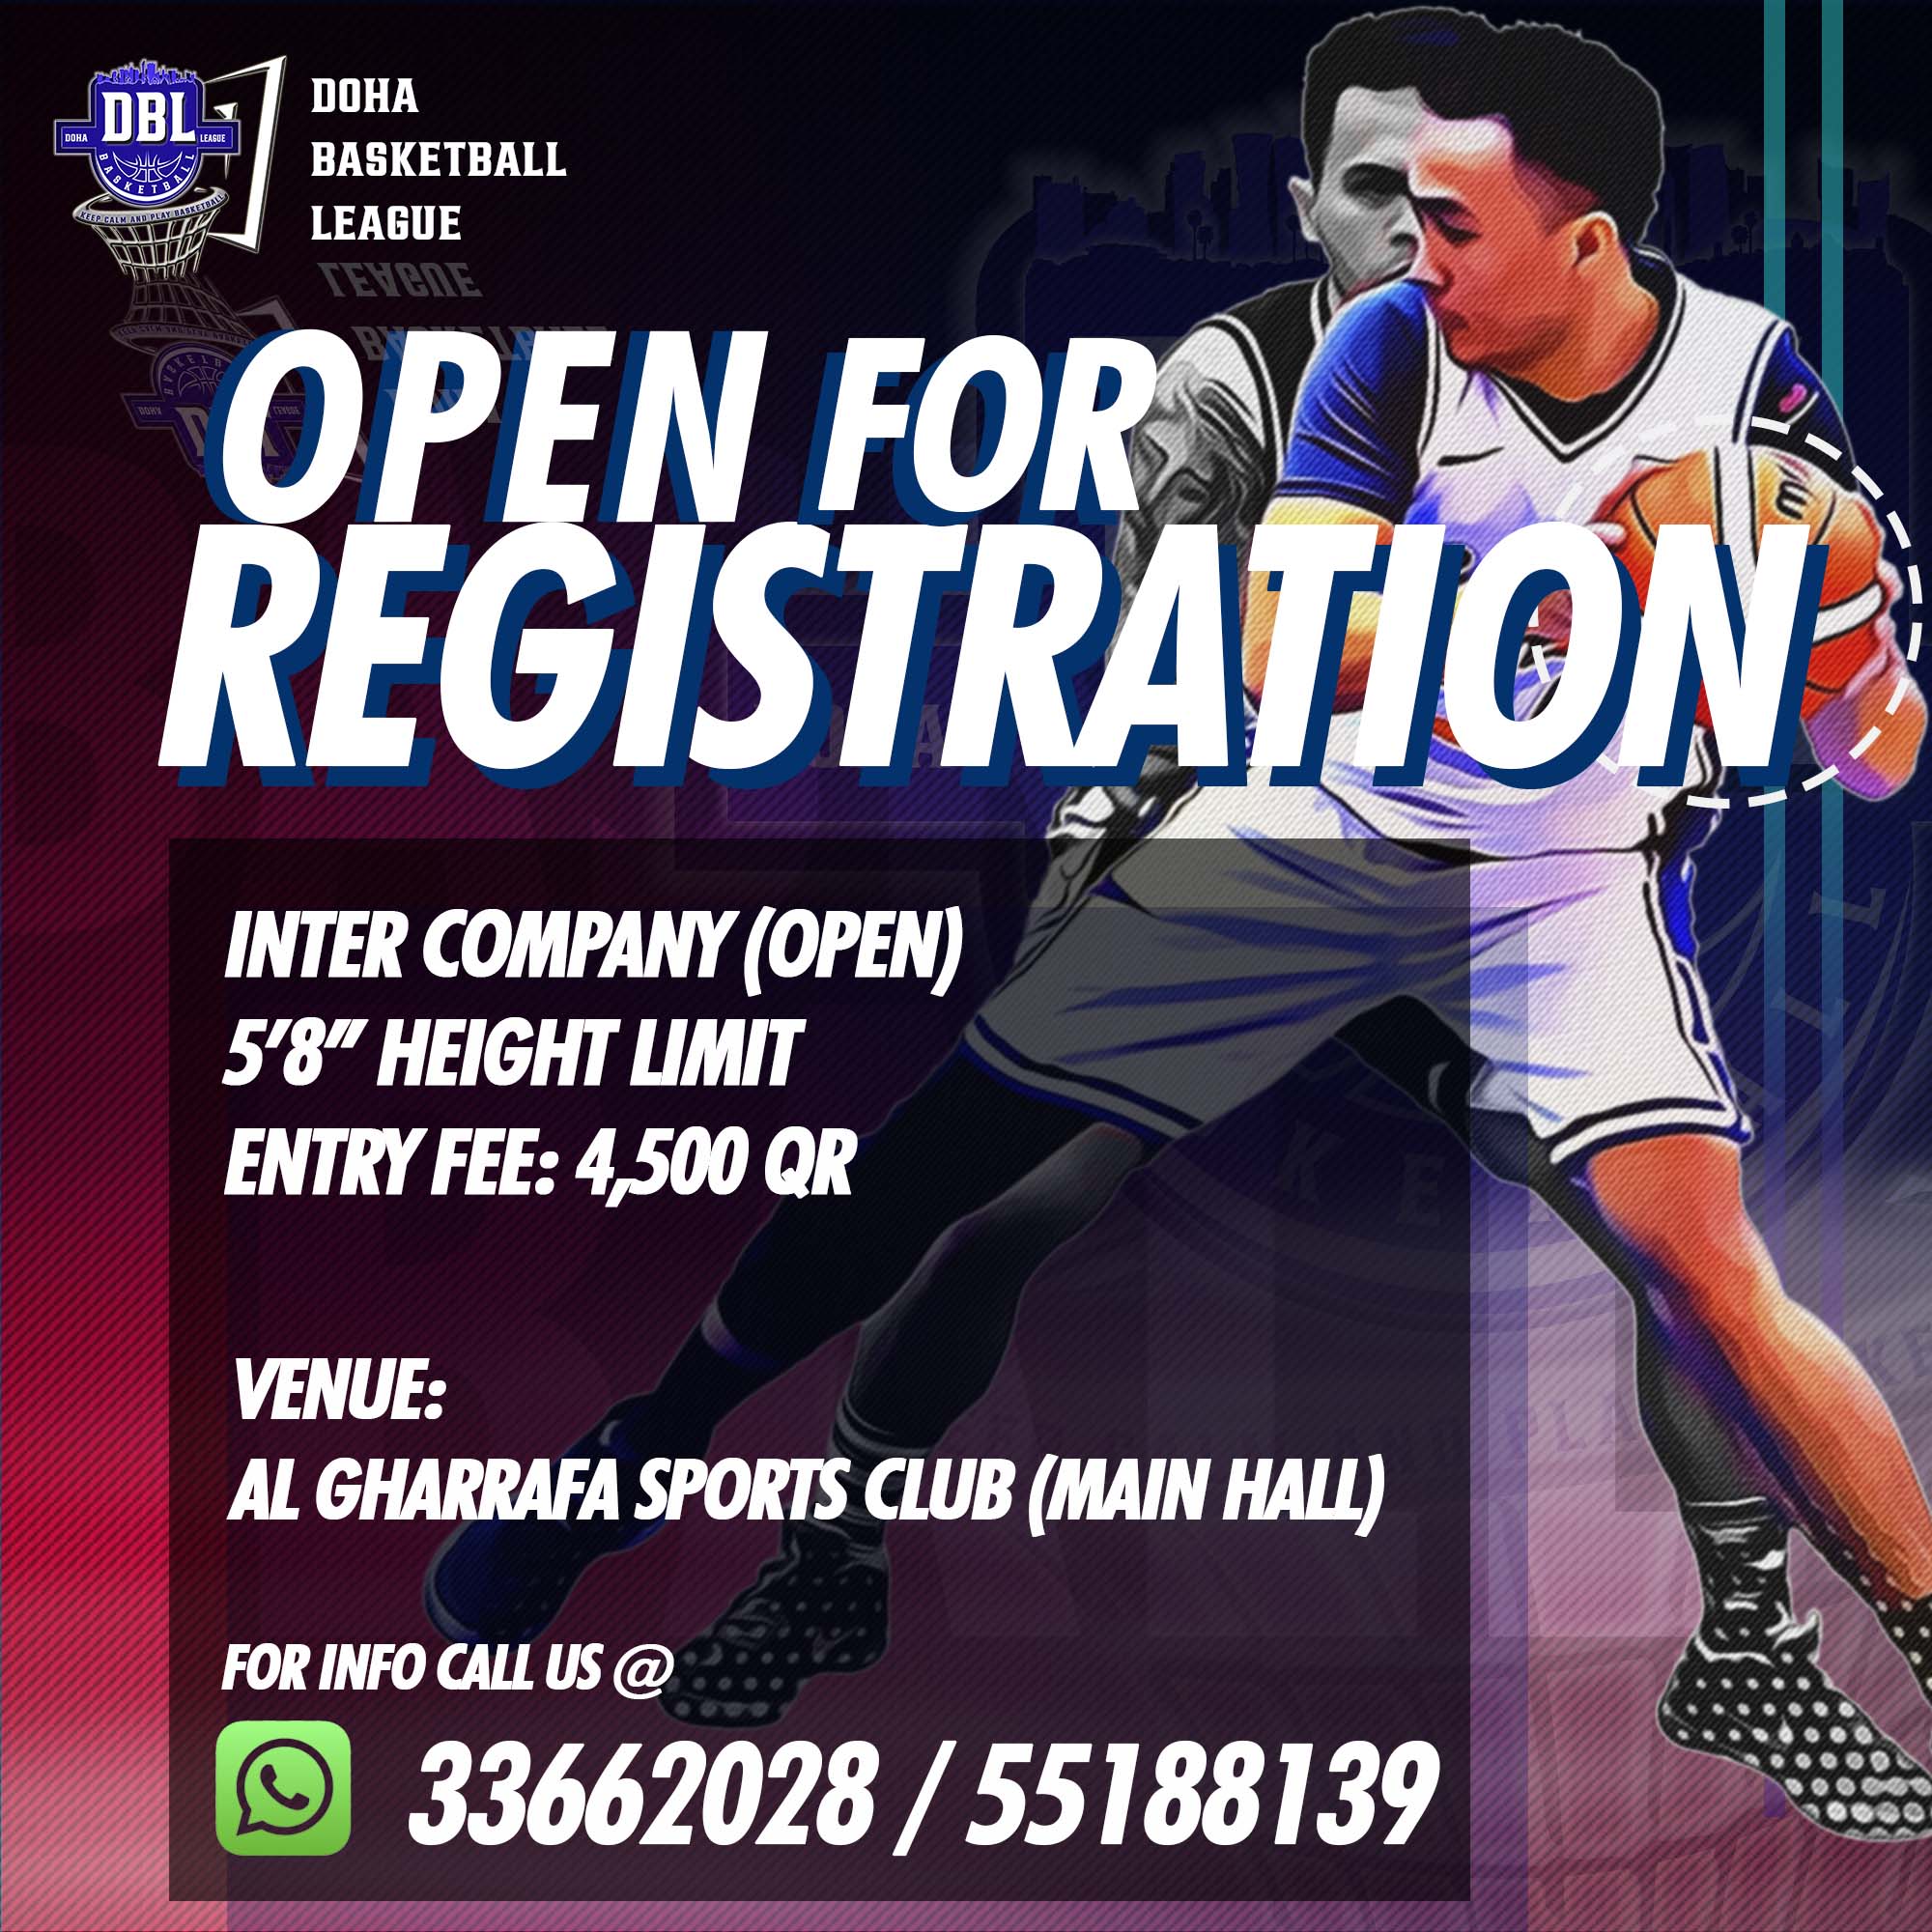 DBL
DOHA
LEAGUE
BASKETBALL
KEEP CALM AND PLAY BASKETBALL
DOHA
BASKETBALL
LEAGUE
OPEN FOR
REGISTRATION
INTER COMPANY (OPEN)
5'8" HEIGHT LIMIT
ENTRY FEE: 4,500 QR
VENUE:
AL GHARRAFA SPORTS CLUB (MAIN HALL)
FOR INFO CALL US @
33662028 / 55188139